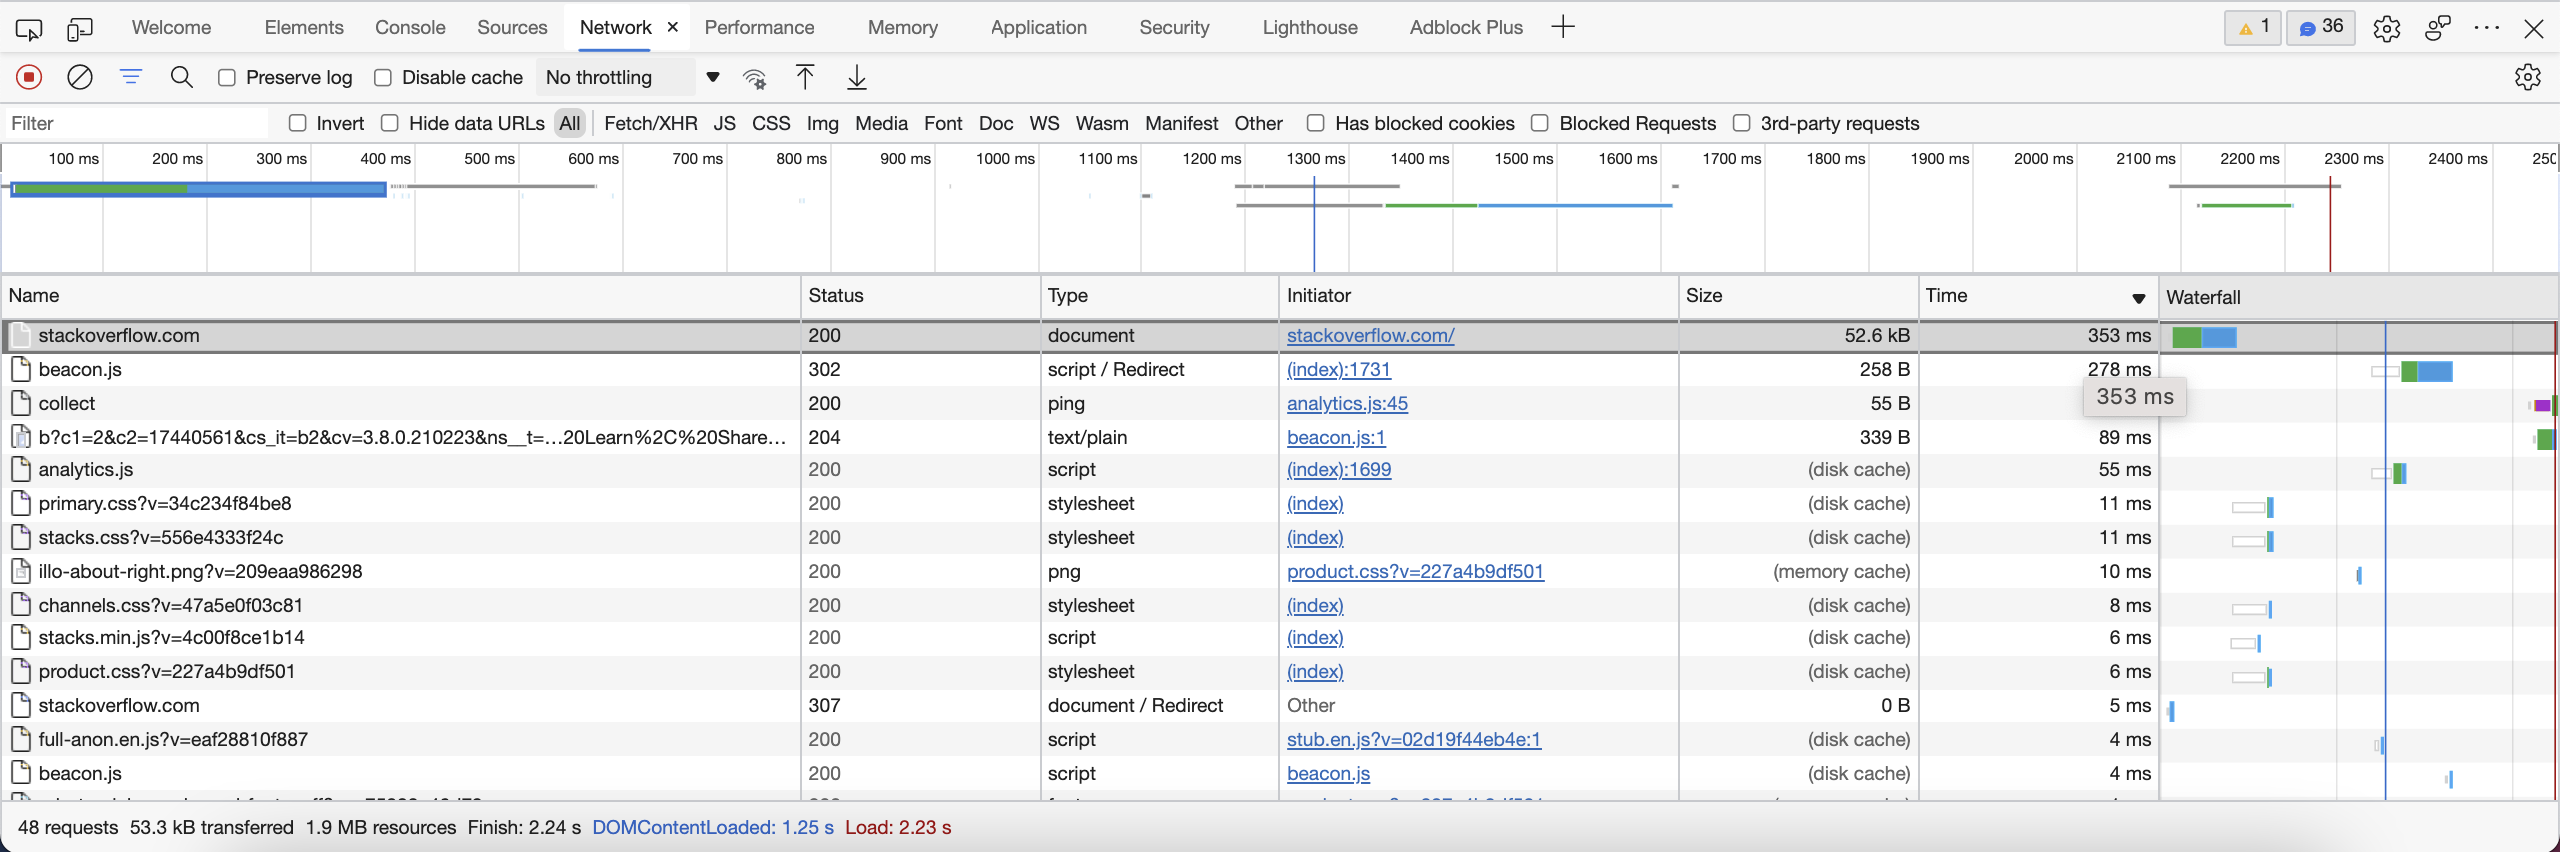 Welcome Elements Console Sources Network × Performance Memory Application Security Lighthouse Adblock Plus + 1 36
Preserve log Disable cache No throttling
Filter Invert Hide data URLs All Fetch/XHR JS CSS Img Media Font Doc WS Wasm Manifest Other Has blocked cookies Blocked Requests 3rd-party requests
100 ms 200 ms 300 ms 400 ms 500 ms 600 ms 700 ms 800 ms 900 ms 1000 ms 1100 ms 1200 ms 1300 ms 1400 ms 1500 ms 1600 ms 1700 ms 1800 ms 1900 ms 2000 ms 2100 ms 2200 ms 2300 ms 2400 ms 250
Name Status Type Initiator Size Time Waterfall
stackoverflow.com 200 document stackoverflow.com/ 52.6 kB 353 ms
beacon.js 302 script / Redirect (index):1731 258 B 278 ms
collect 200 ping analytics.js:45 55 B 353 ms
b?c1=2&c2=17440561&cs_it=b2&cv=3.8.0.210223&ns__t=...20Learn%2C%20Share... 204 text/plain beacon.js:1 339 B 89 ms
analytics.js 200 script (index):1699 (disk cache) 55 ms
primary.css?v=34c234f84be8 200 stylesheet (index) (disk cache) 11 ms
stacks.css?v=556e4333f24c 200 stylesheet (index) (disk cache) 11 ms
illo-about-right.png?v=209eaa986298 200 png product.css?v=227a4b9df501 (memory cache) 10 ms
channels.css?v=47a5e0f03c81 200 stylesheet (index) (disk cache) 8 ms
stacks.min.js?v=4c00f8ce1b14 200 script (index) (disk cache) 6 ms
product.css?v=227a4b9df501 200 stylesheet (index) (disk cache) 6 ms
stackoverflow.com 307 document / Redirect Other 0 B 5 ms
full-anon.en.js?v=eaf28810f887 200 script stub.en.js?v=02d19f44eb4e:1 (disk cache) 4 ms
beacon.js 200 script beacon.js (disk cache) 4 ms
48 requests 53.3 kB transferred 1.9 MB resources Finish: 2.24 s DOMContentLoaded: 1.25 s Load: 2.23 s